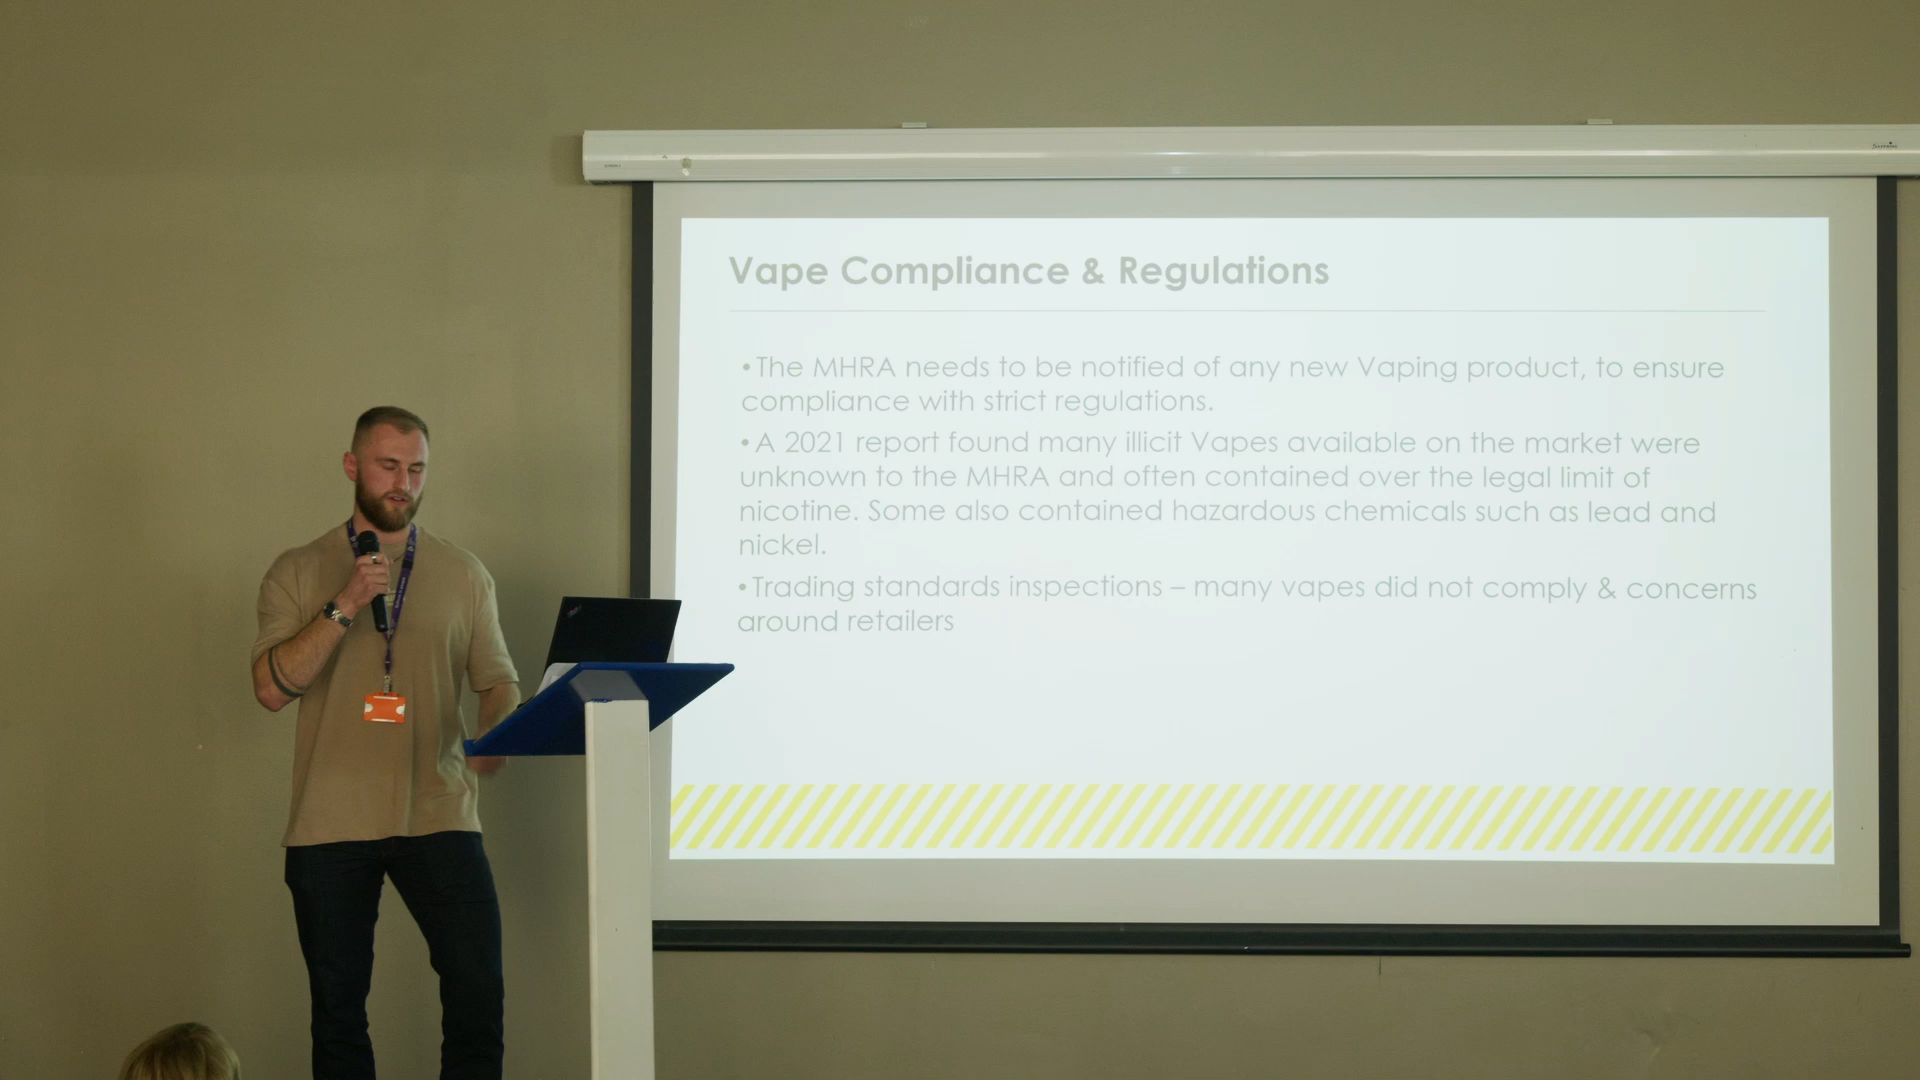 Vape Compliance & Regulations
•The MHRA needs to be notified of any new Vaping product, to ensure
compliance with strict regulations.
•A 2021 report found many illicit Vapes available on the market were
unknown to the MHRA and often contained over the legal limit of
nicotine. Some also contained hazardous chemicals such as lead and
nickel.
•Trading standards inspections – many vapes did not comply & concerns
around retailers